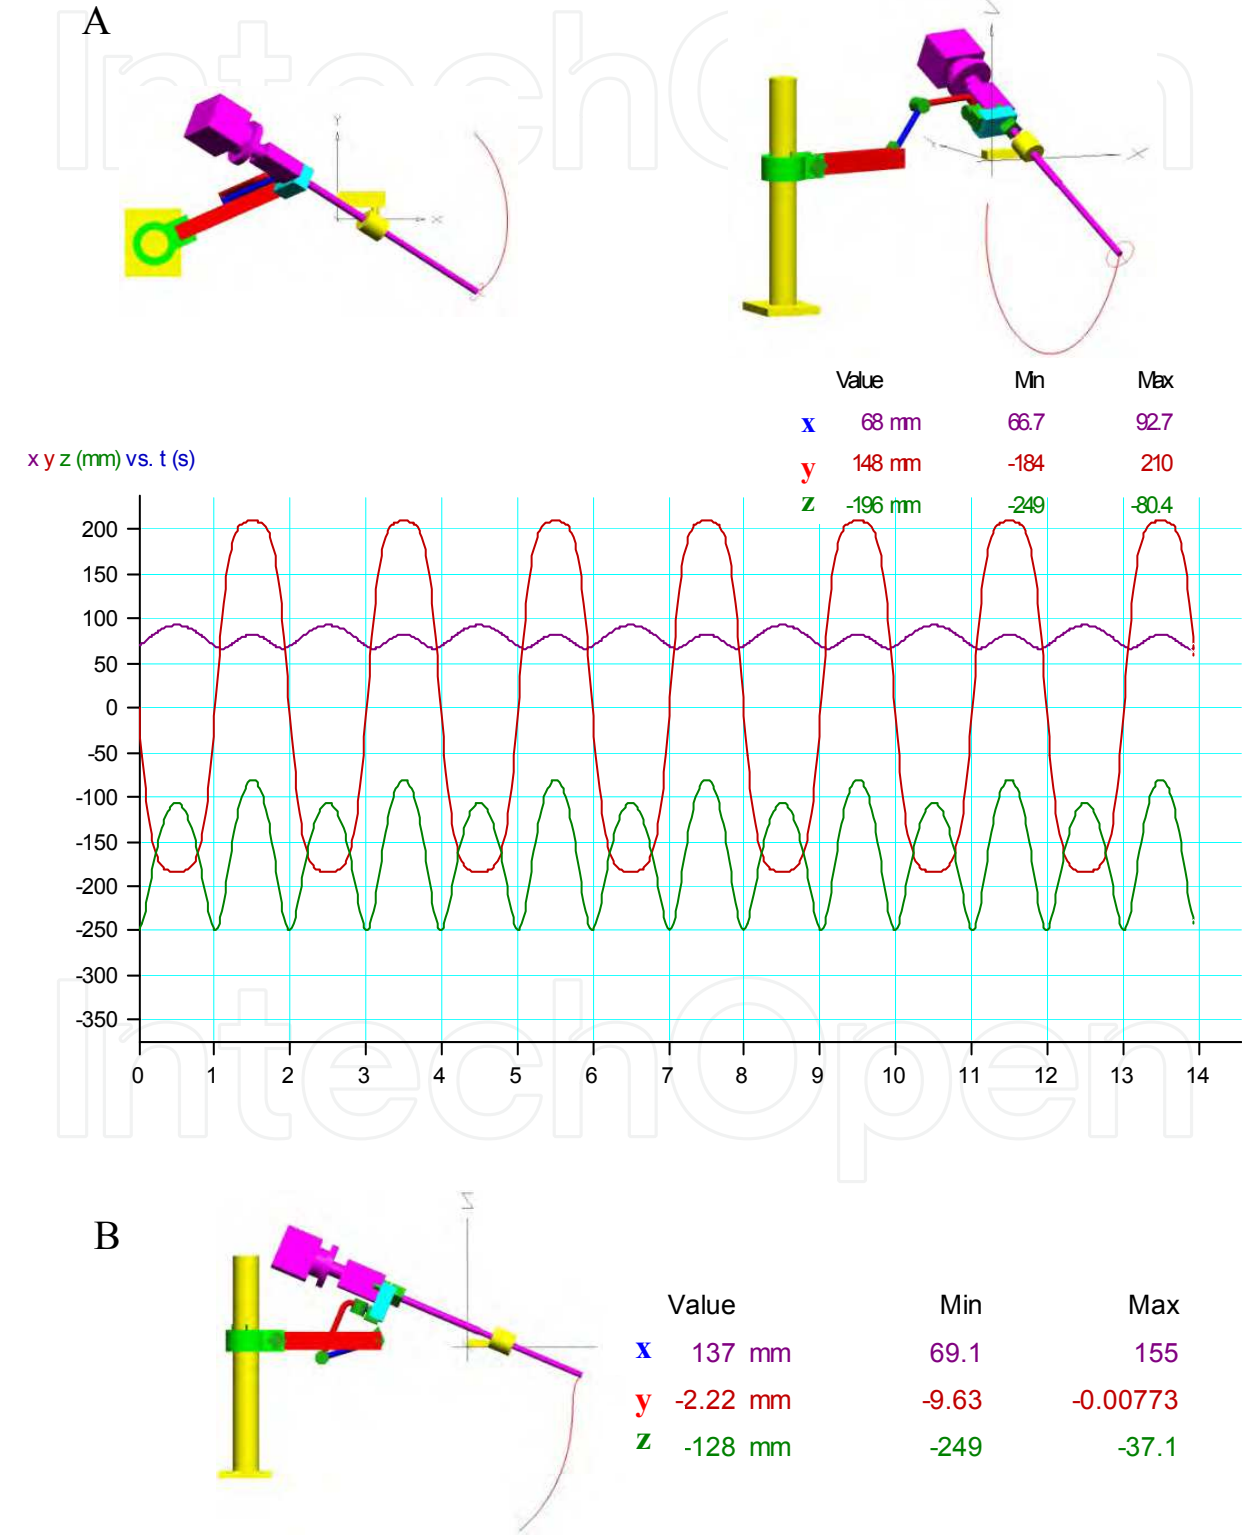 A
IntechOpen
Y
X
Z
Y
X
Value Min Max
x 68 mm 66.7 92.7
y 148 mm -184 210
z -196 mm -249 -80.4
x y z (mm) vs. t (s)
200
150
100
50
0
-50
-100
-150
-200
-250
-300
-350
0 1 2 3 4 5 6 7 8 9 10 11 12 13 14
IntechOpen
B
Z
Value Min Max
x 137 mm 69.1 155
y -2.22 mm -9.63 -0.00773
z -128 mm -249 -37.1